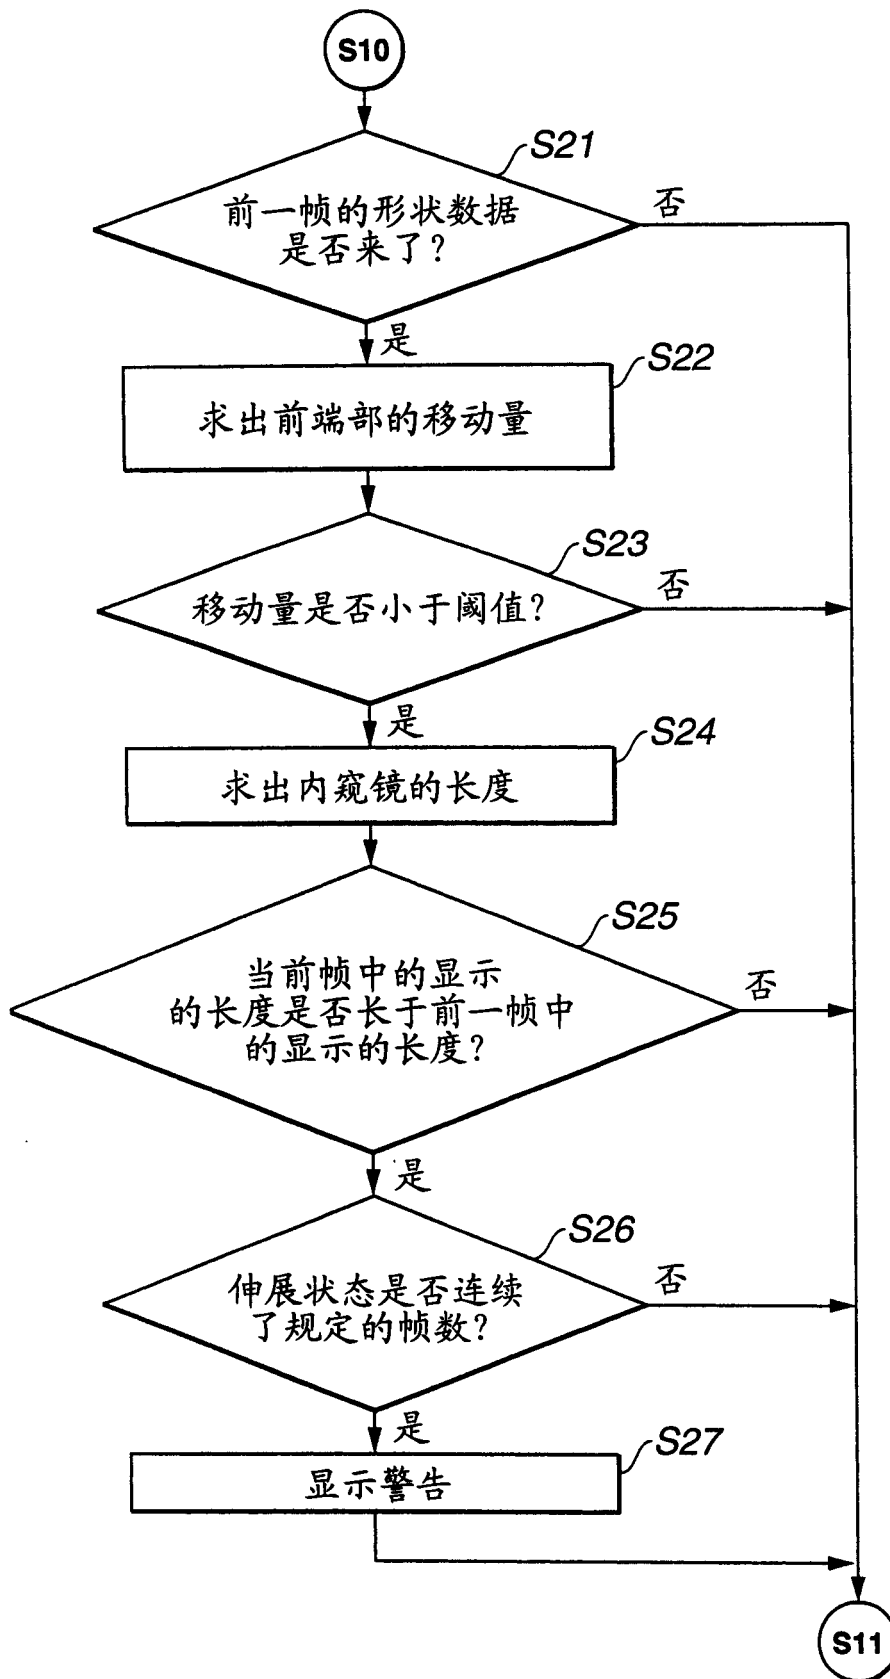 S10
S21
前一帧的形状数据
是否来了?
否
是
S22
求出前端部的移动量
S23
移动量是否小于阈值?
否
是
S24
求出内窥镜的长度
S25
当前帧中的显示
的长度是否长于前一帧中
的显示的长度?
否
是
S26
伸展状态是否连续
了规定的帧数?
否
是
S27
显示警告
S11